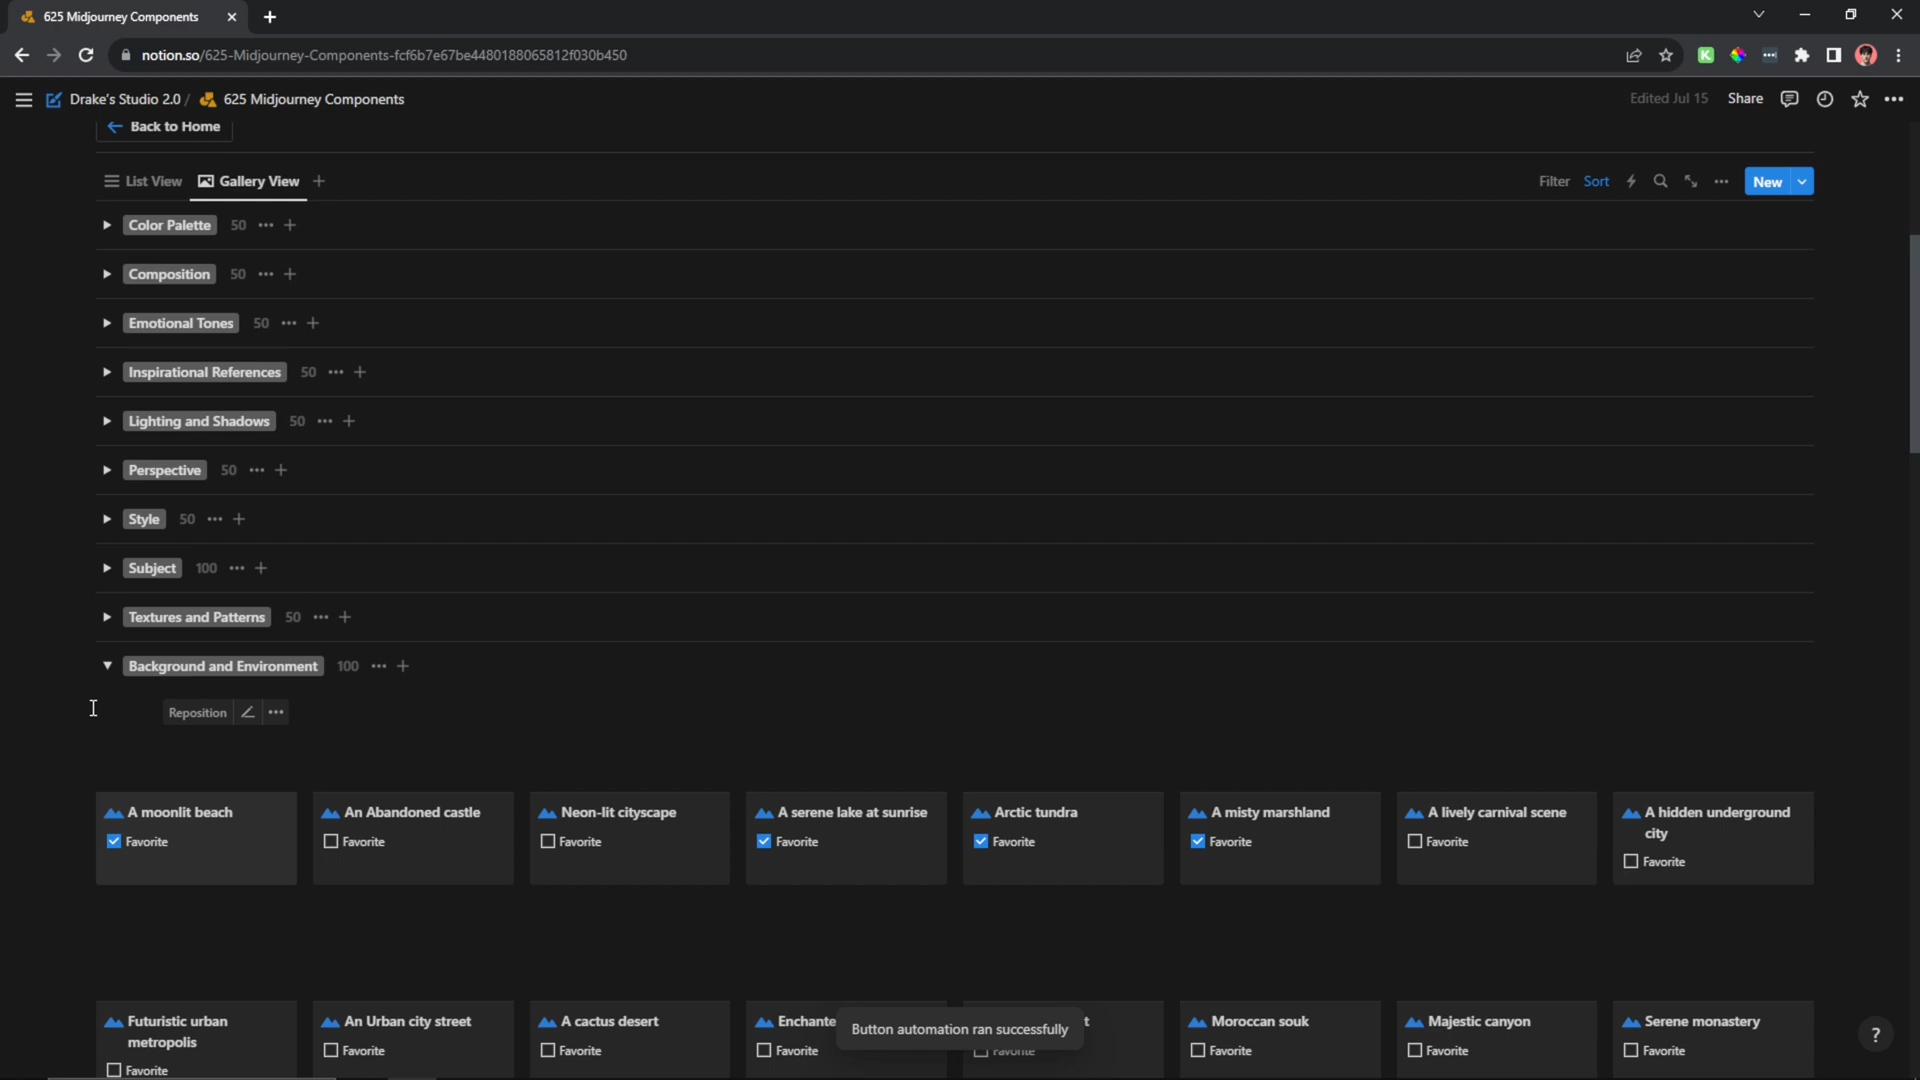 625 Midjourney Components
notion.so/625-Midjourney-Components-fcf6b7e67be4480188065812f030b450
Drake's Studio 2.0 / 625 Midjourney Components
Edited Jul 15 Share
Back to Home
List View Gallery View
Filter Sort New
Color Palette 50
Composition 50
Emotional Tones 50
Inspirational References 50
Lighting and Shadows 50
Perspective 50
Style 50
Subject 100
Textures and Patterns 50
Background and Environment 100
Reposition
A moonlit beach
Favorite
An Abandoned castle
Favorite
Neon-lit cityscape
Favorite
A serene lake at sunrise
Favorite
Arctic tundra
Favorite
A misty marshland
Favorite
A lively carnival scene
Favorite
A hidden underground
city
Favorite
Futuristic urban
metropolis
Favorite
An Urban city street
Favorite
A cactus desert
Favorite
Enchante
Favorite
t
Favorite
Moroccan souk
Favorite
Majestic canyon
Favorite
Serene monastery
Favorite
Button automation ran successfully
?